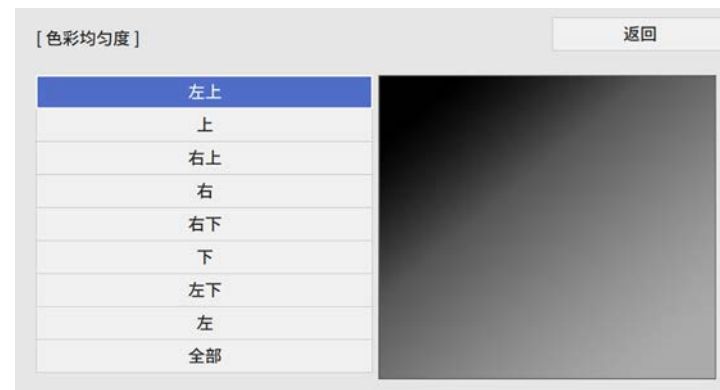 [ 色彩均匀度 ]
返回
左上
上
右上
右
右下
下
左下
左
全部